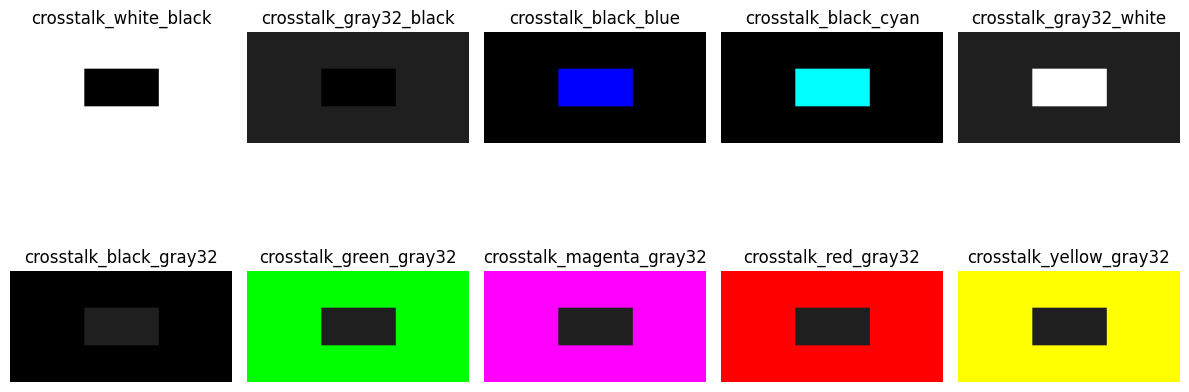 crosstalk_white_black
crosstalk_gray32_black
crosstalk_black_blue
crosstalk_black_cyan
crosstalk_gray32_white
crosstalk_black_gray32
crosstalk_green_gray32
crosstalk_magenta_gray32
crosstalk_red_gray32
crosstalk_yellow_gray32